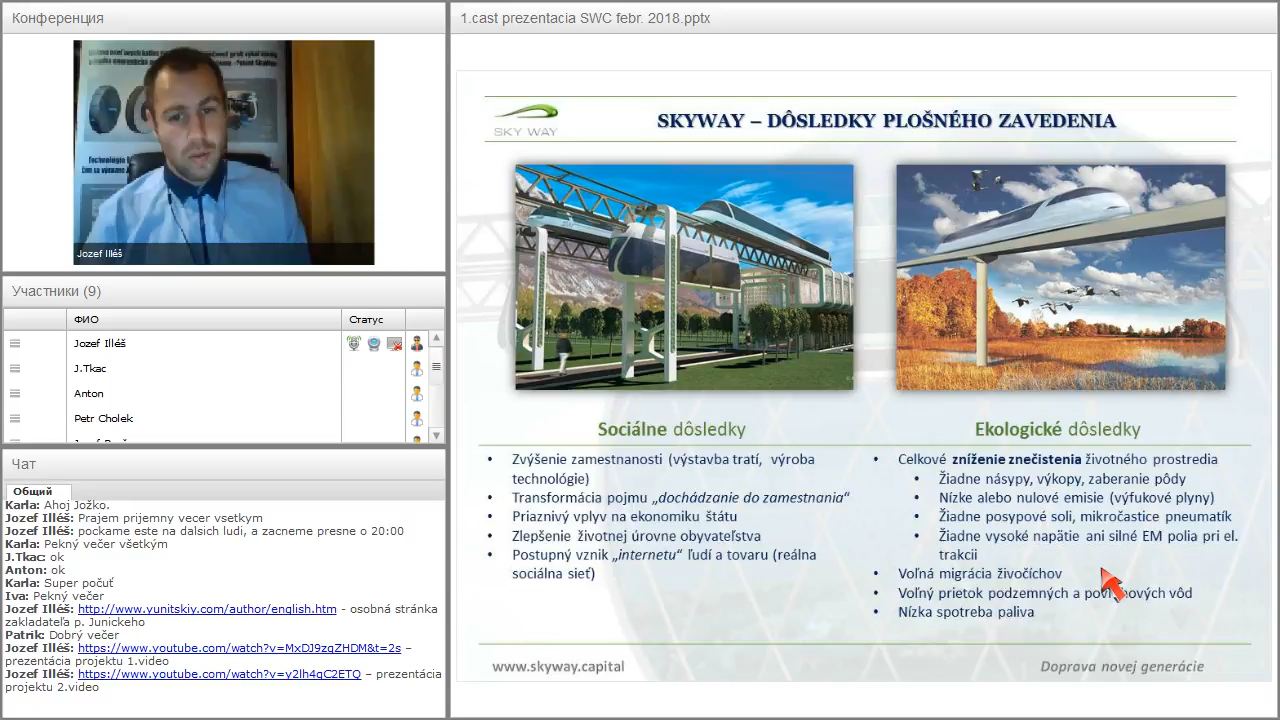 Конференция
Jozef Illéš
Участники (9)
ФИО
Статус
Jozef Illéš
J.Tkac
Anton
Petr Cholek
Чат
Общий
Karla: Ahoj Jožko.
Jozef Illéš: Prajem prijemny vecer vsetkym
Jozef Illéš: pockame este na dalsich ludi, a zacneme presne o 20:00
Karla: Pekný večer všetkým
J.Tkac: ok
Anton: ok
Karla: Super počuť
Iva: Pekný večer
Jozef Illéš: http://www.yunitskiy.com/author/english.htm - osobná stránka
zakladateľa p. Junickeho
Patrik: Dobrý večer
Jozef Illéš: https://www.youtube.com/watch?v=MxDJ9zqZHDM&t=2s –
prezentácia projektu 1.video
Jozef Illéš: https://www.youtube.com/watch?v=y2lh4qC2ETQ – prezentácia
projektu 2.video
1.cast prezentacia SWC febr. 2018.pptx
SKY WAY
SKYWAY – DÔSLEDKY PLOŠNÉHO ZAVEDENIA
Sociálne dôsledky
• Zvýšenie zamestnanosti (výstavba tratí, výroba
technológie)
• Transformácia pojmu „dochádzanie do zamestnania“
• Priaznivý vplyv na ekonomiku štátu
• Zlepšenie životnej úrovne obyvateľstva
• Postupný vznik „internetu“ ľudí a tovaru (reálna
sociálna sieť)
Ekologické dôsledky
• Celkové zníženie znečistenia životného prostredia
• Žiadne násypy, výkopy, zaberanie pôdy
• Nízke alebo nulové emisie (výfukové plyny)
• Žiadne posypové soli, mikročastice pneumatík
• Žiadne vysoké napätie ani silné EM polia pri el.
trakcii
• Voľná migrácia živočíchov
• Voľný prietok podzemných a povrchových vôd
• Nízka spotreba paliva
www.skyway.capital
Doprava novej generácie